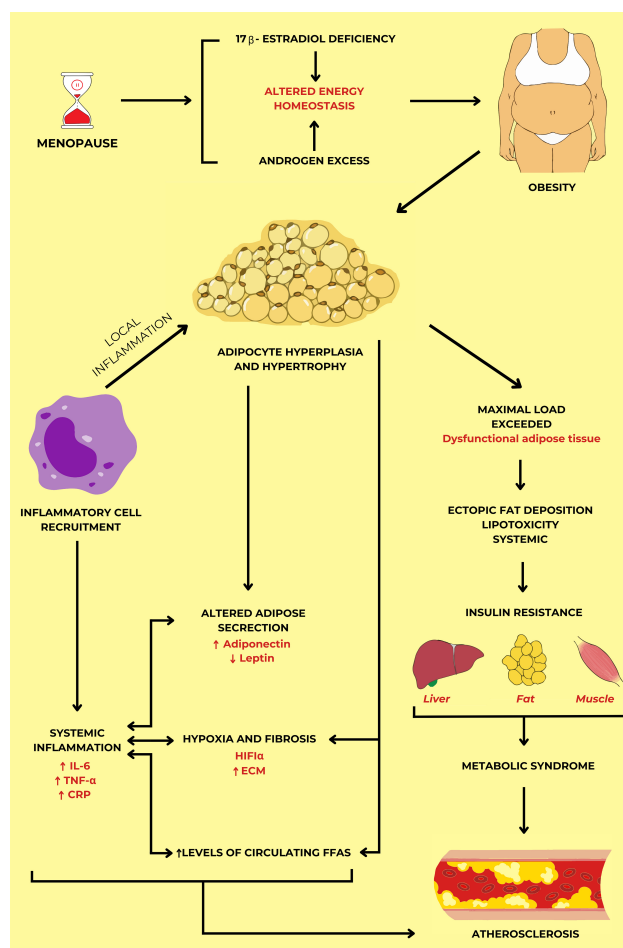 17β- ESTRADIOL DEFICIENCY
ALTERED ENERGY
HOMEOSTASIS
ANDROGEN EXCESS
MENOPAUSE
OBESITY
LOCAL
INFLAMMATION
ADIPOCYTE HYPERPLASIA
AND HYPERTROPHY
MAXIMAL LOAD
EXCEEDED
Dysfunctional adipose tissue
INFLAMMATORY CELL
RECRUITMENT
ECTOPIC FAT DEPOSITION
LIPOTOXICITY
SYSTEMIC
INSULIN RESISTANCE
Liver
Fat
Muscle
ALTERED ADIPOSE
SECRETION
↑ Adiponectin
↓ Leptin
SYSTEMIC
INFLAMMATION
↑ IL-6
↑ TNF-α
↑ CRP
HYPOXIA AND FIBROSIS
HIFIα
↑ ECM
METABOLIC SYNDROME
↑LEVELS OF CIRCULATING FFAS
ATHEROSCLEROSIS